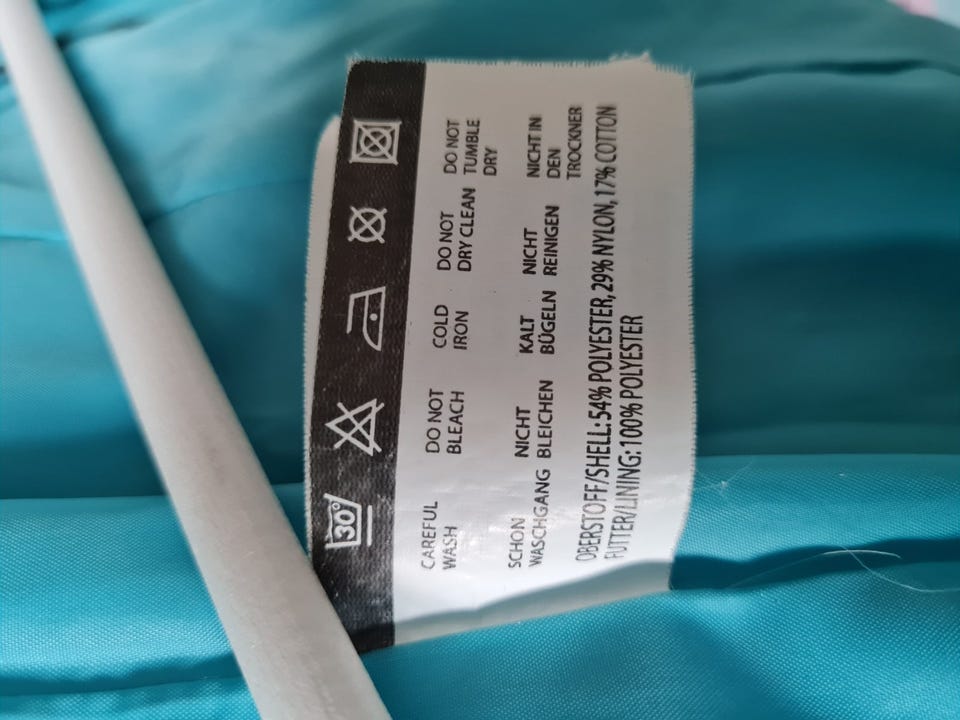 30°
CAREFUL
WASH
DO NOT
BLEACH
COLD
IRON
DO NOT
DRY CLEAN
DO NOT
TUMBLE
DRY
SCHON
WASCHGANG
NICHT
BLEICHEN
KALT
BÜGELN
NICHT
REINIGEN
NICHT IN
DEN
TROCKNER
OBERSTOFF/SHELL:54% POLYESTER,29% NYLON,17% COTTON
FUTTER/LINING:100% POLYESTER